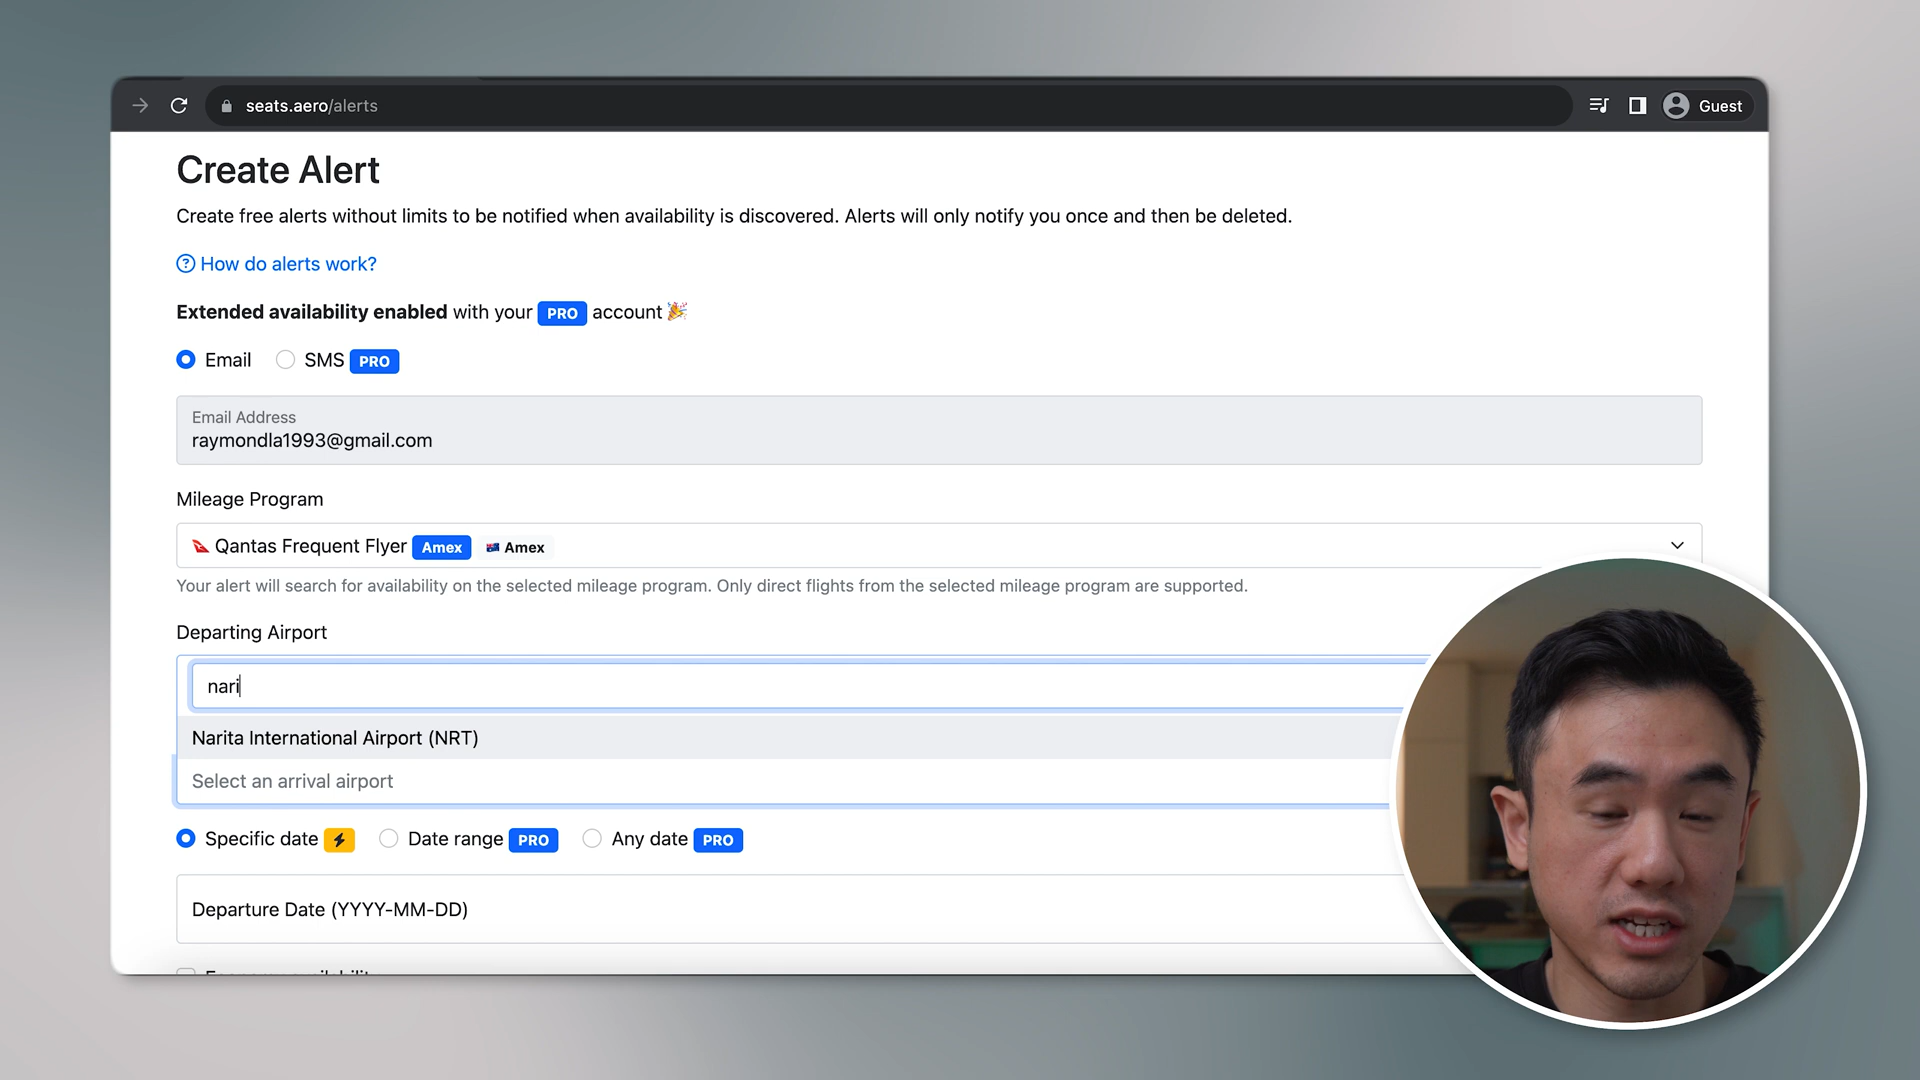 seats.aero/alerts
Guest
Create Alert
Create free alerts without limits to be notified when availability is discovered. Alerts will only notify you once and then be deleted.
How do alerts work?
Extended availability enabled with your PRO account
Email SMS PRO
Email Address
raymondla1993@gmail.com
Mileage Program
Qantas Frequent Flyer Amex Amex
Your alert will search for availability on the selected mileage program. Only direct flights from the selected mileage program are supported.
Departing Airport
nari
Narita International Airport (NRT)
Select an arrival airport
Specific date Date range PRO Any date PRO
Departure Date (YYYY-MM-DD)